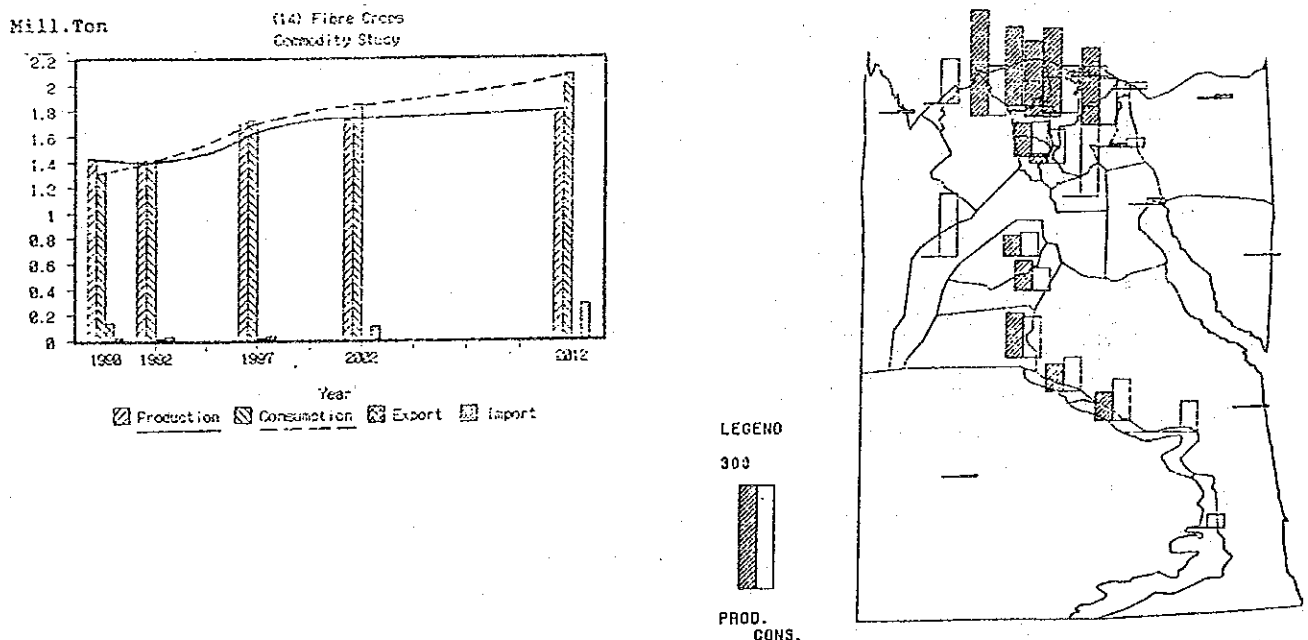 Mill.Ton
(14) Fibre Crops
Commodity Study
2.2
2
1.8
1.6
1.4
1.2
1
0.8
0.6
0.4
0.2
0
1990 1992 1997 2002 2012
Year
Production Consumption Export Import
LEGEND
300
PROD.
CONS.